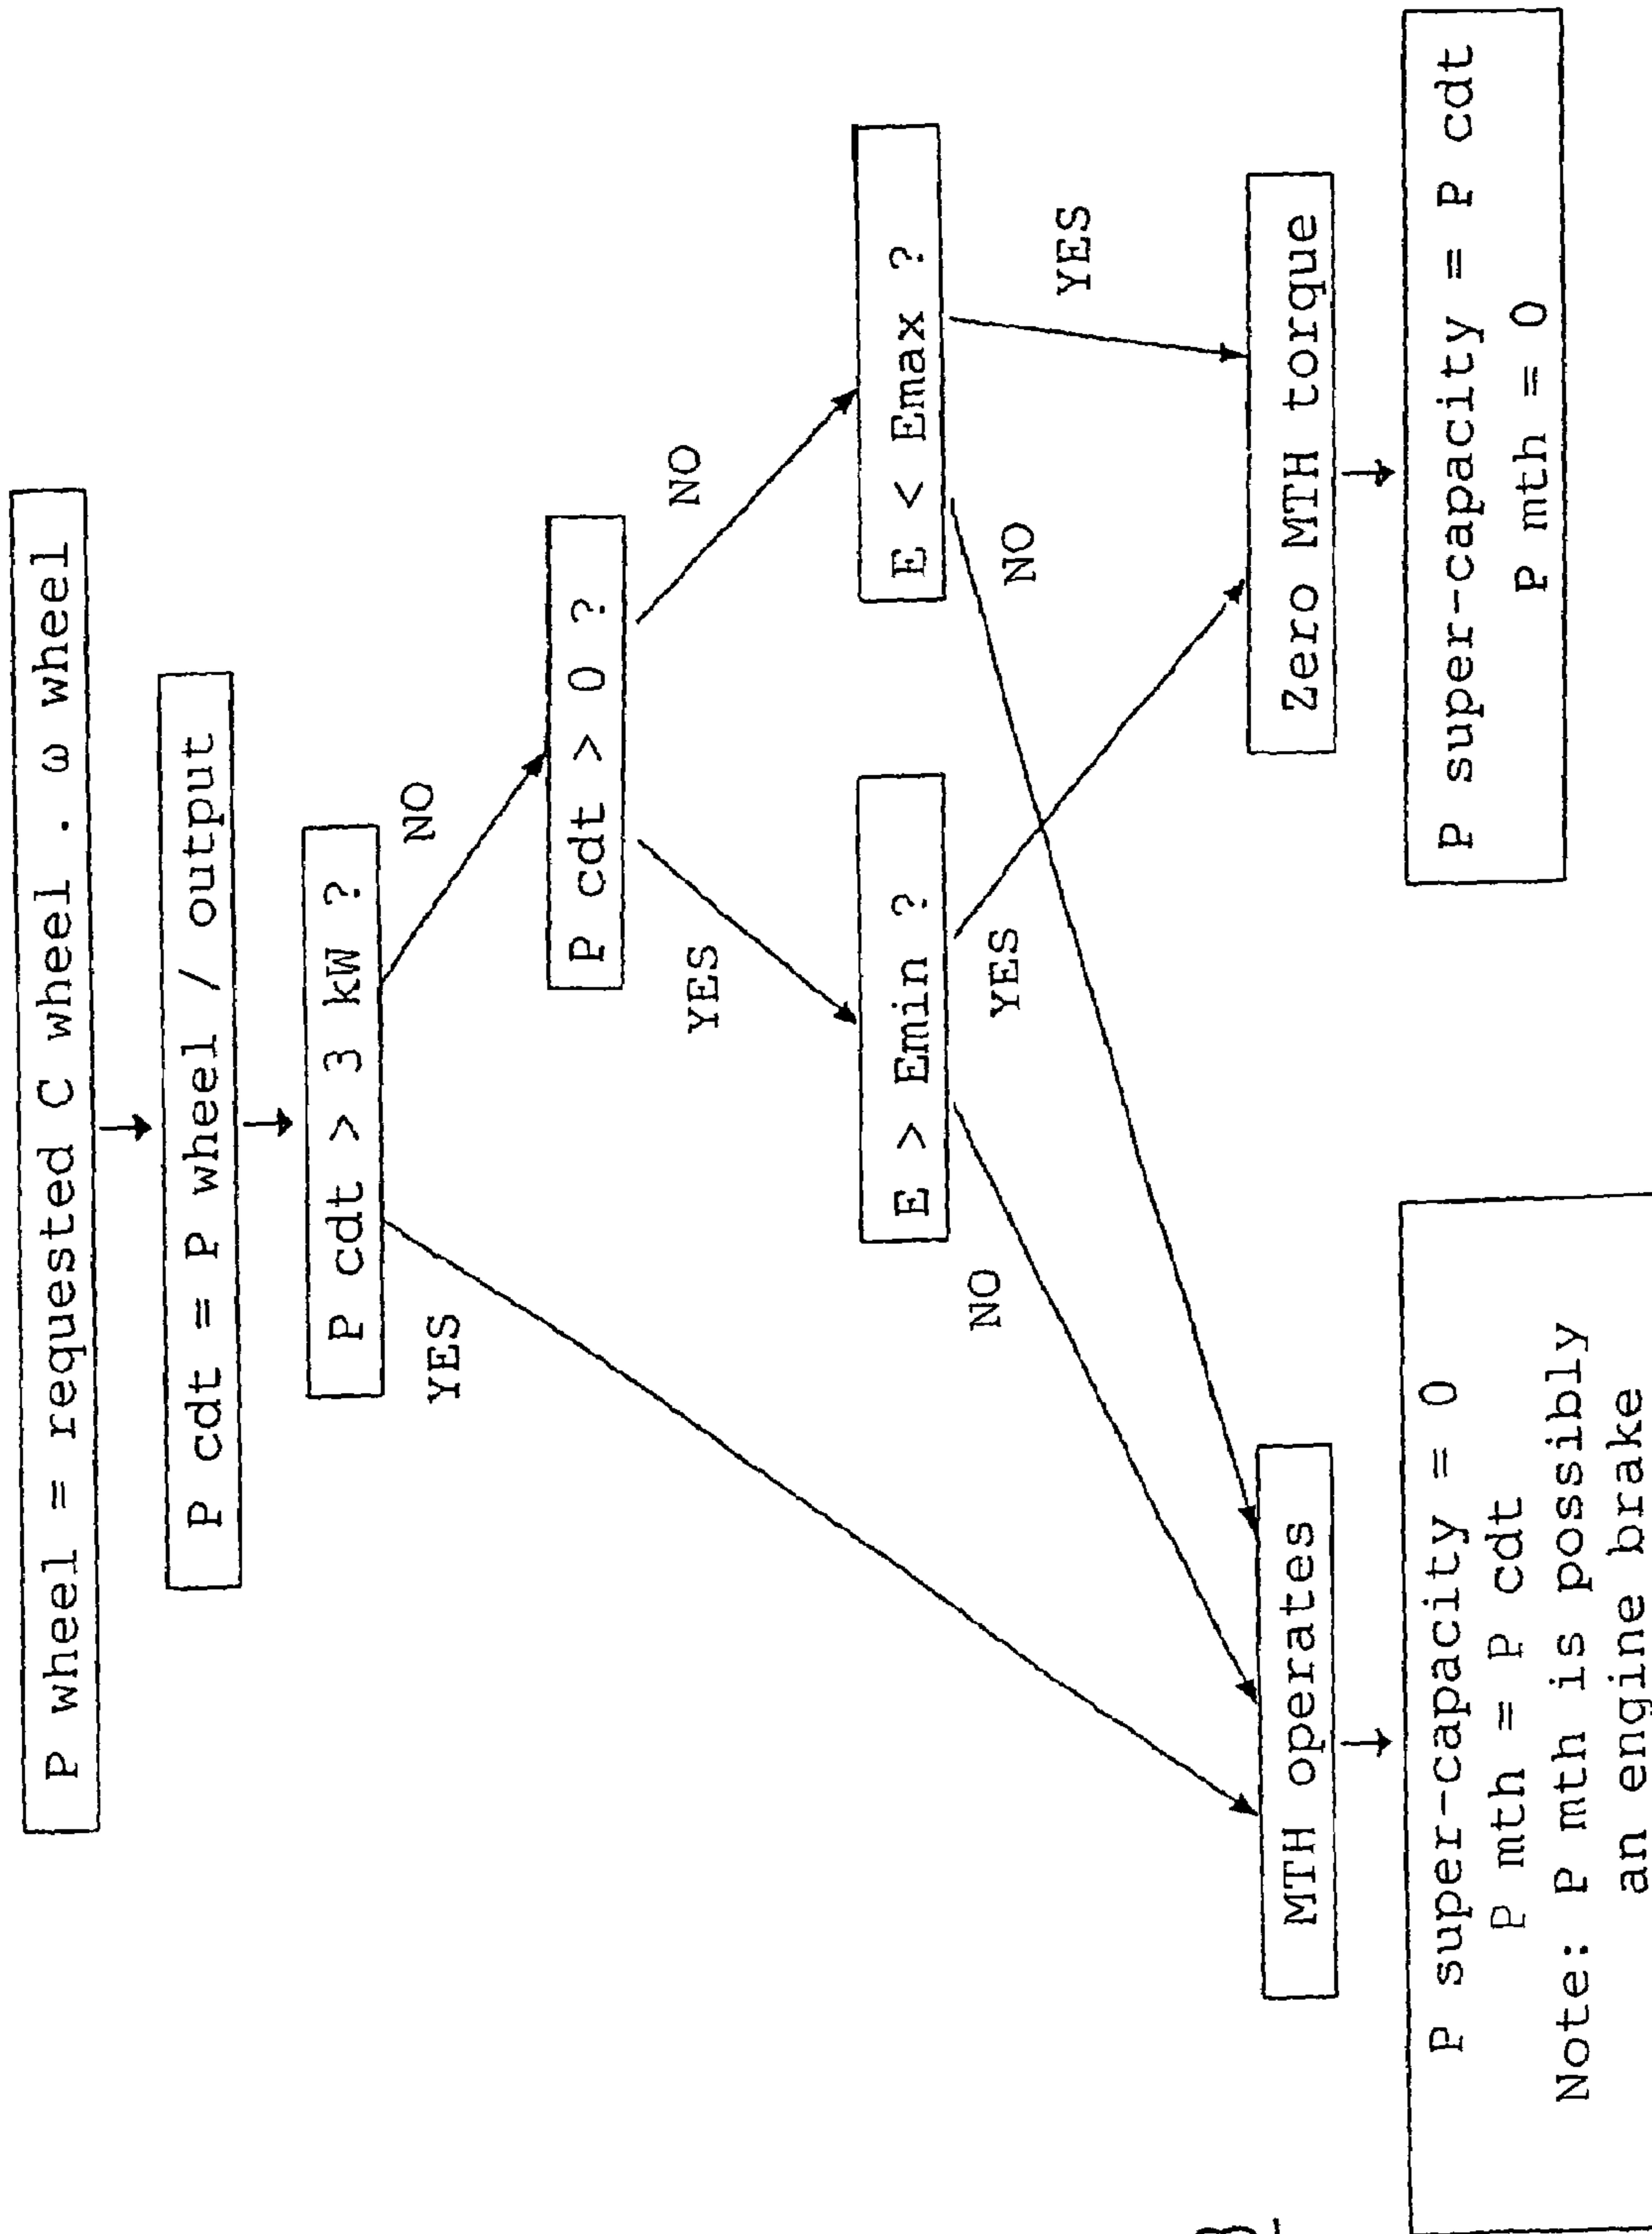 P wheel = requested C wheel . ω wheel
P cdt = P wheel / output
P cdt > 3 kW ?
YES
NO
P cdt > 0 ?
YES
NO
E > Emin ?
E < Emax ?
NO
YES
NO
YES
MTH operates
Zero MTH torque
P super-capacity = 0
P mth = P cdt
Note: P mth is possibly
an engine brake
P super-capacity = P cdt
P mth = 0